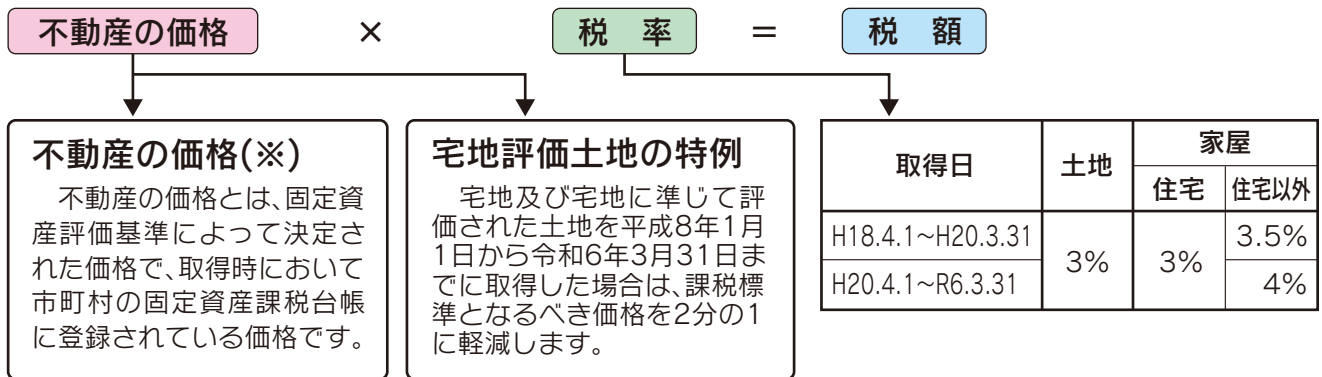 不動産の価格 × 税 率 = 税 額
不動産の価格(※)
不動産の価格とは、固定資
産評価基準によって決定さ
れた価格で、取得時において
市町村の固定資産課税台帳
に登録されている価格です。
宅地評価土地の特例
宅地及び宅地に準じて評
価された土地を平成8年1月
1日から令和6年3月31日ま
でに取得した場合は、課税標
準となるべき価格を2分の1
に軽減します。
取得日 土地 家屋
住宅 住宅以外
H18.4.1~H20.3.31 3% 3% 3.5%
H20.4.1~R6.3.31 4%